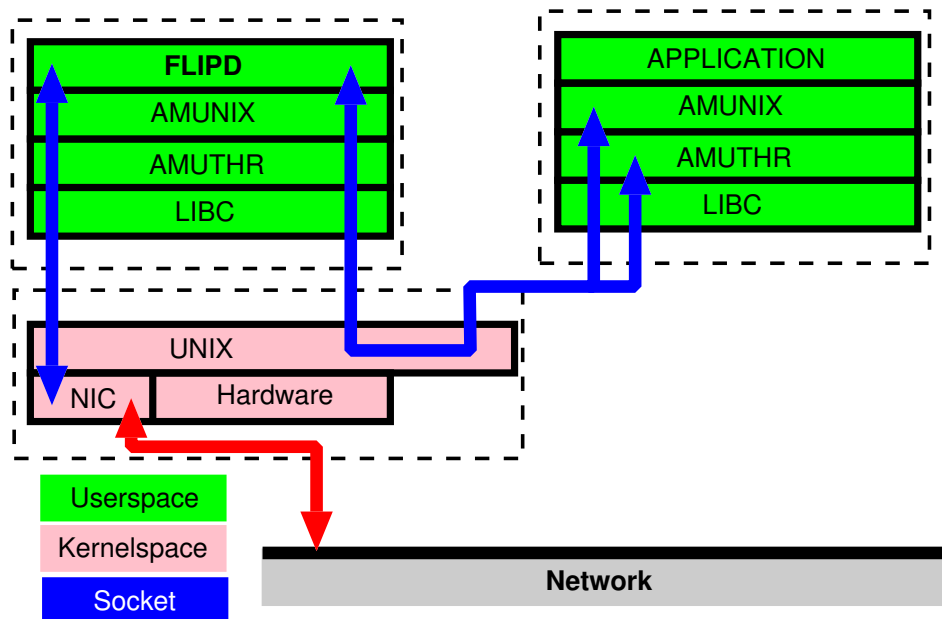 FLIPD
AMUNIX
AMUTHR
LIBC
APPLICATION
AMUNIX
AMUTHR
LIBC
UNIX
NIC
Hardware
Userspace
Kernelspace
Socket
Network